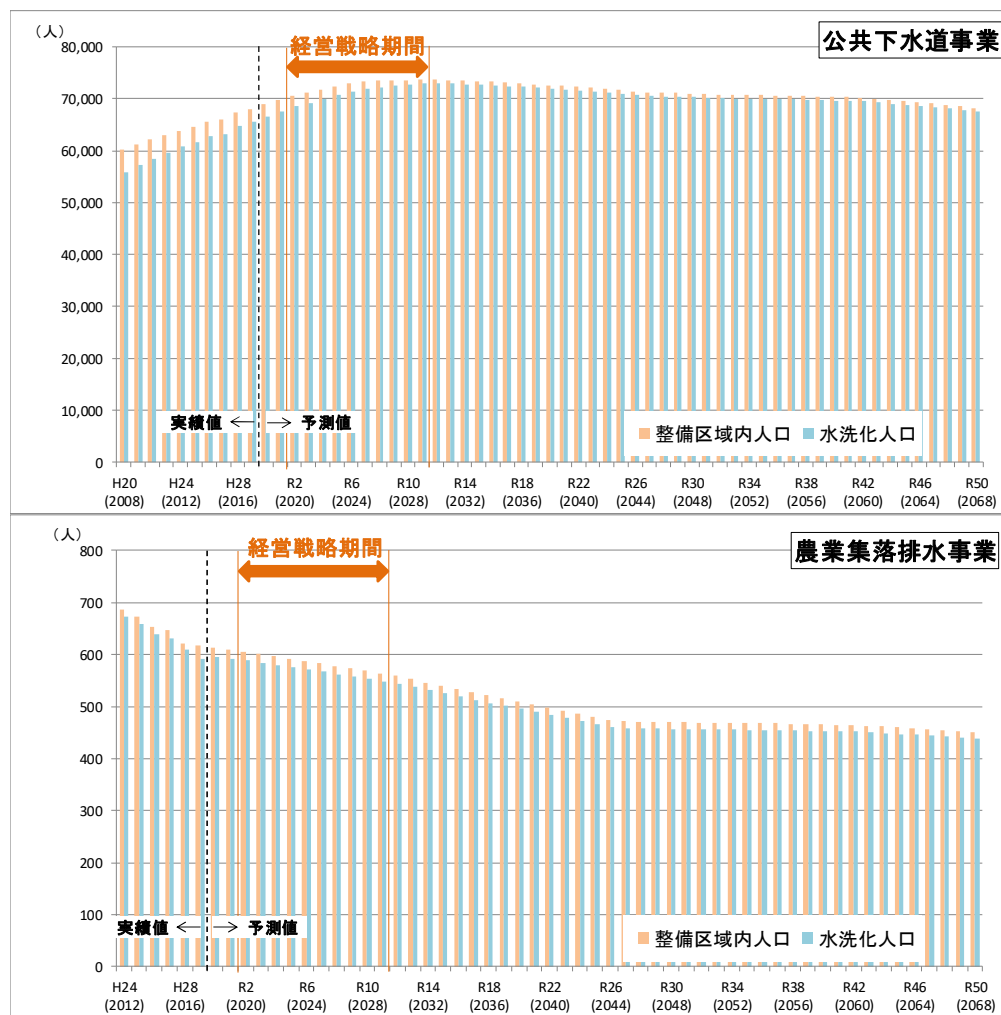 (人)
公共下水道事業
経営戦略期間
80,000
70,000
60,000
50,000
40,000
30,000
20,000
10,000
0
実績値 ← → 予測値
整備区域内人口 水洗化人口
H20 H24 H28 R2 R6 R10 R14 R18 R22 R26 R30 R34 R38 R42 R46 R50
(2008) (2012) (2016) (2020) (2024) (2028) (2032) (2036) (2040) (2044) (2048) (2052) (2056) (2060) (2064) (2068)
(人)
農業集落排水事業
経営戦略期間
800
700
600
500
400
300
200
100
0
実績値 ← → 予測値
整備区域内人口 水洗化人口
H24 H28 R2 R6 R10 R14 R18 R22 R26 R30 R34 R38 R42 R46 R50
(2012) (2016) (2020) (2024) (2028) (2032) (2036) (2040) (2044) (2048) (2052) (2056) (2060) (2064) (2068)